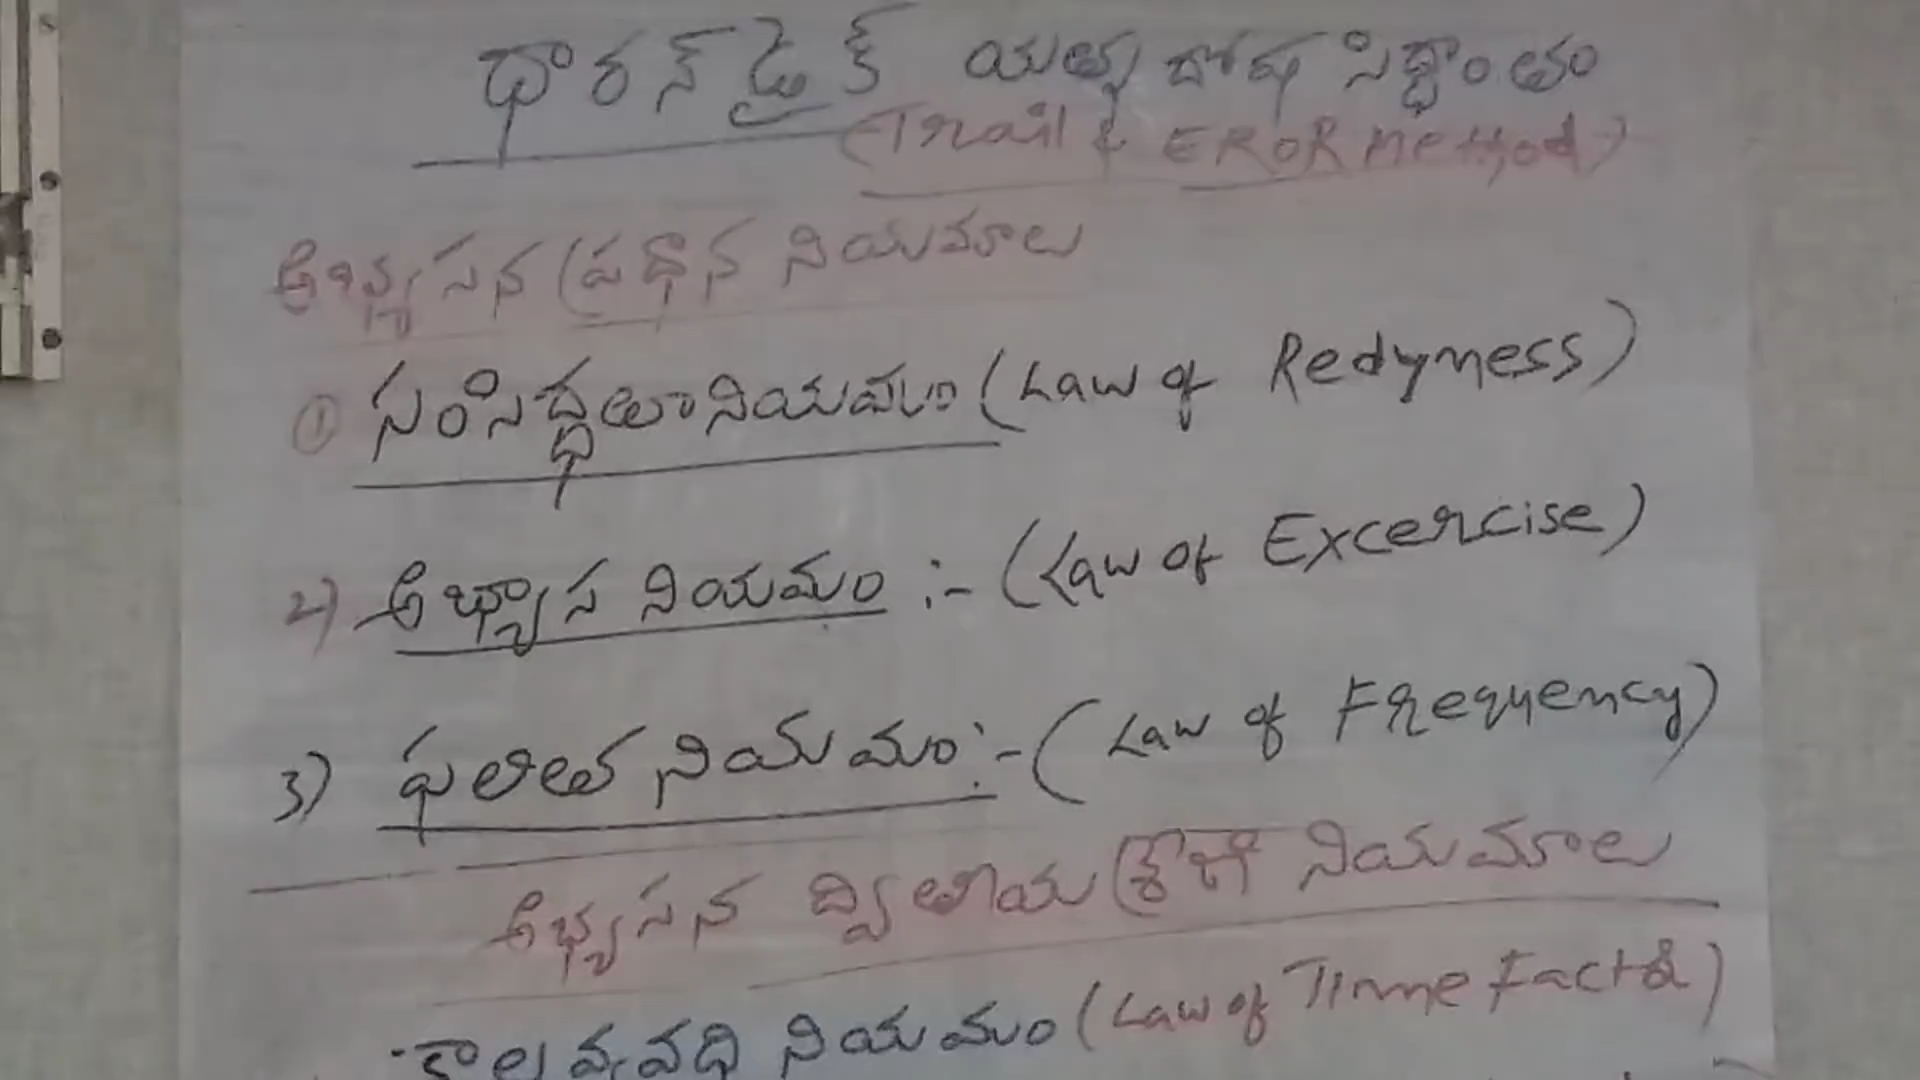 థారన్ డైక్ యత్న దోష సిద్ధాంతం
(Trail & EROR Method)
అభ్యసన ప్రధాన నియమాలు
① సంసిద్ధతా నియమం (Law of Redyness)
2) అభ్యాస నియమం :- (Law of Excercise)
3) ఫలిత నియమం :- (Law of Frequency)
అభ్యసన ద్వితీయ శ్రేణి నియమాలు
కాల వ్యవధి నియమం (Law of Time Factor)